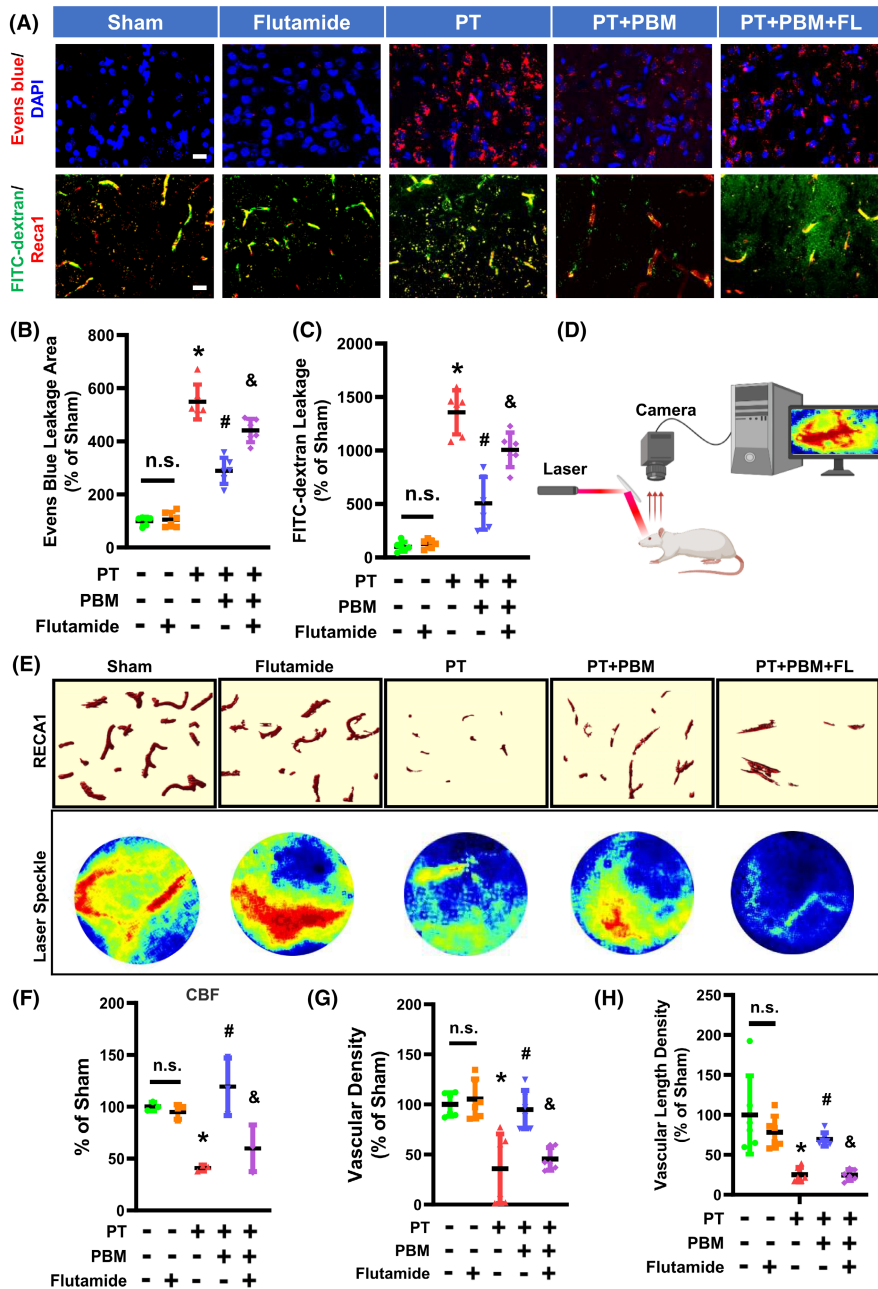 (A)
Sham Flutamide PT PT+PBM PT+PBM+FL
Evens blue/
DAPI
FITC-dextran/
Reca1
(B)
Evens Blue Leakage Area
(% of Sham)
800
600
400
200
0
n.s.
*
#
&
PT - - + + +
PBM - - - + +
Flutamide - + - - +
(C)
FITC-dextran Leakage
(% of Sham)
2000
1500
1000
500
0
n.s.
*
#
&
PT - - + + +
PBM - - - + +
Flutamide - + - - +
(D)
Camera
Laser
(E)
Sham Flutamide PT PT+PBM PT+PBM+FL
RECA1
Laser Speckle
(F)
CBF
% of Sham
200
150
100
50
0
n.s.
*
#
&
PT - - + + +
PBM - - - + +
Flutamide - + - - +
(G)
Vascular Density
(% of Sham)
200
150
100
50
0
n.s.
*
#
&
PT - - + + +
PBM - - - + +
Flutamide - + - - +
(H)
Vascular Length Density
(% of Sham)
250
200
150
100
50
0
n.s.
*
#
&
PT - - + + +
PBM - - - + +
Flutamide - + - - +